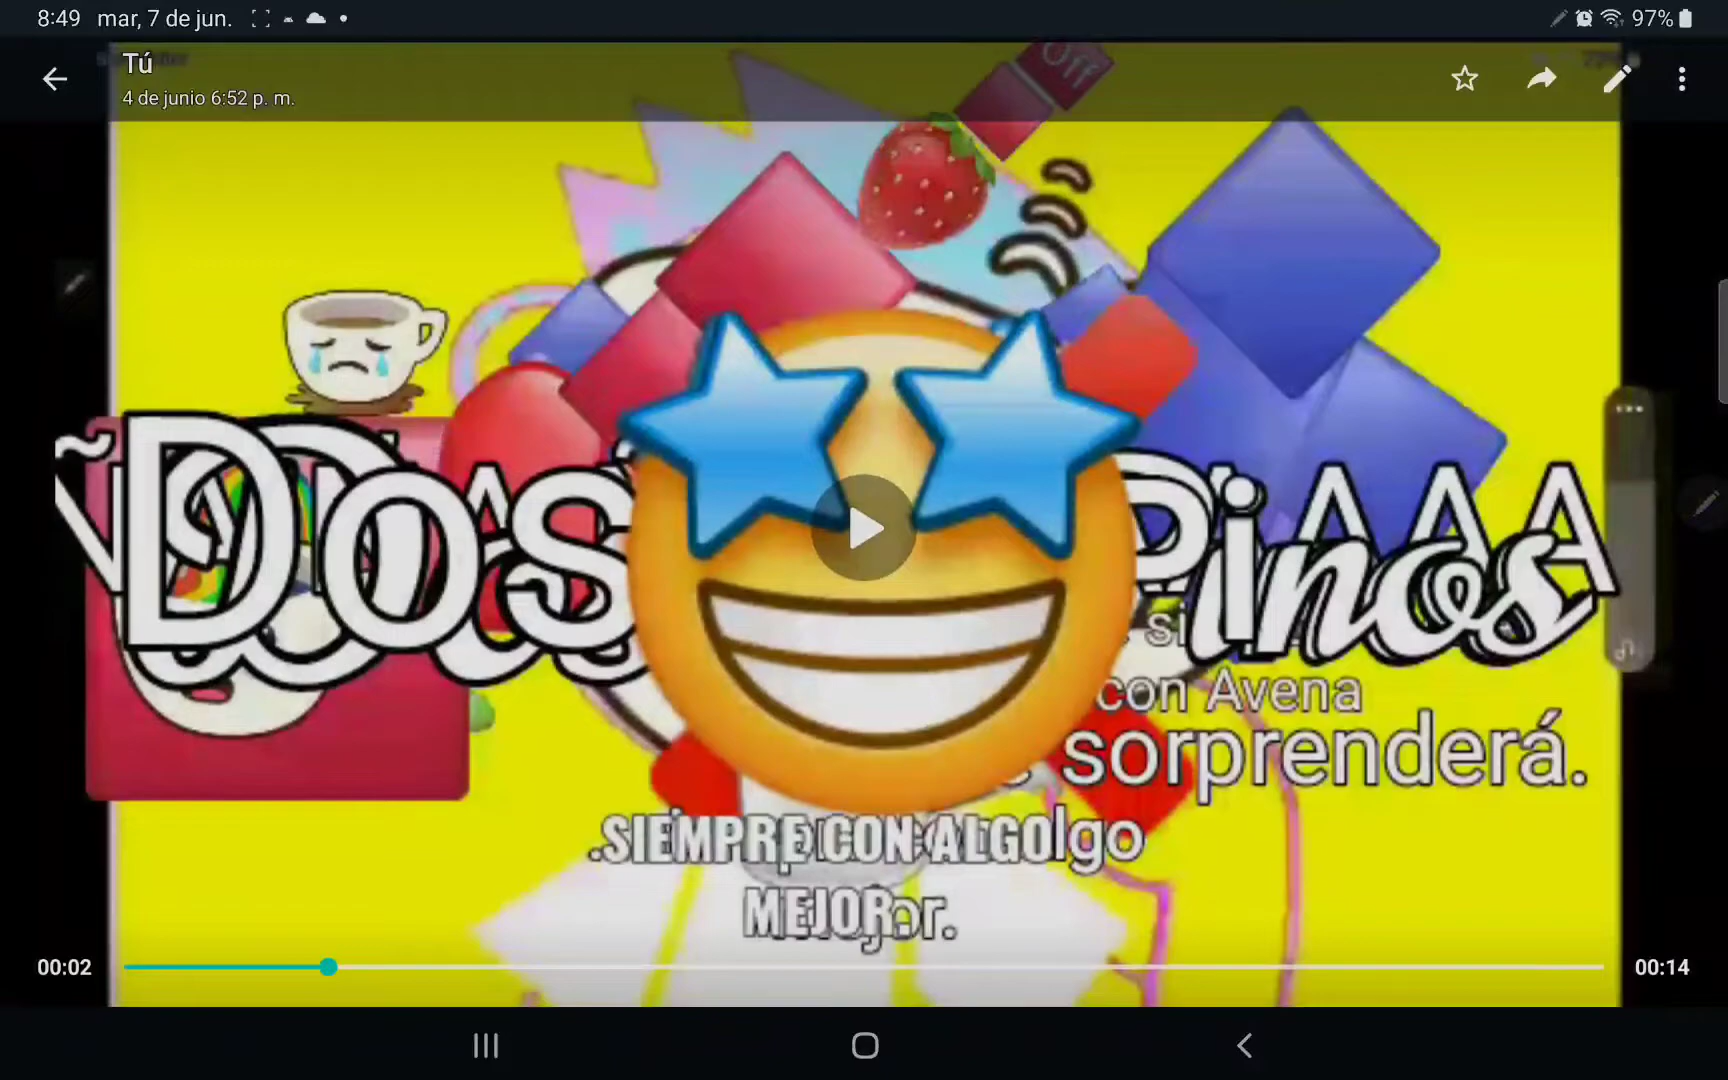 8:49 mar, 7 de jun. 97%
Tú
4 de junio 6:52 p. m.
Off
Dos Pinos
con Avena
sorprenderá.
.SIEMPRE CON ALGO
MEJOR
00:02 00:14